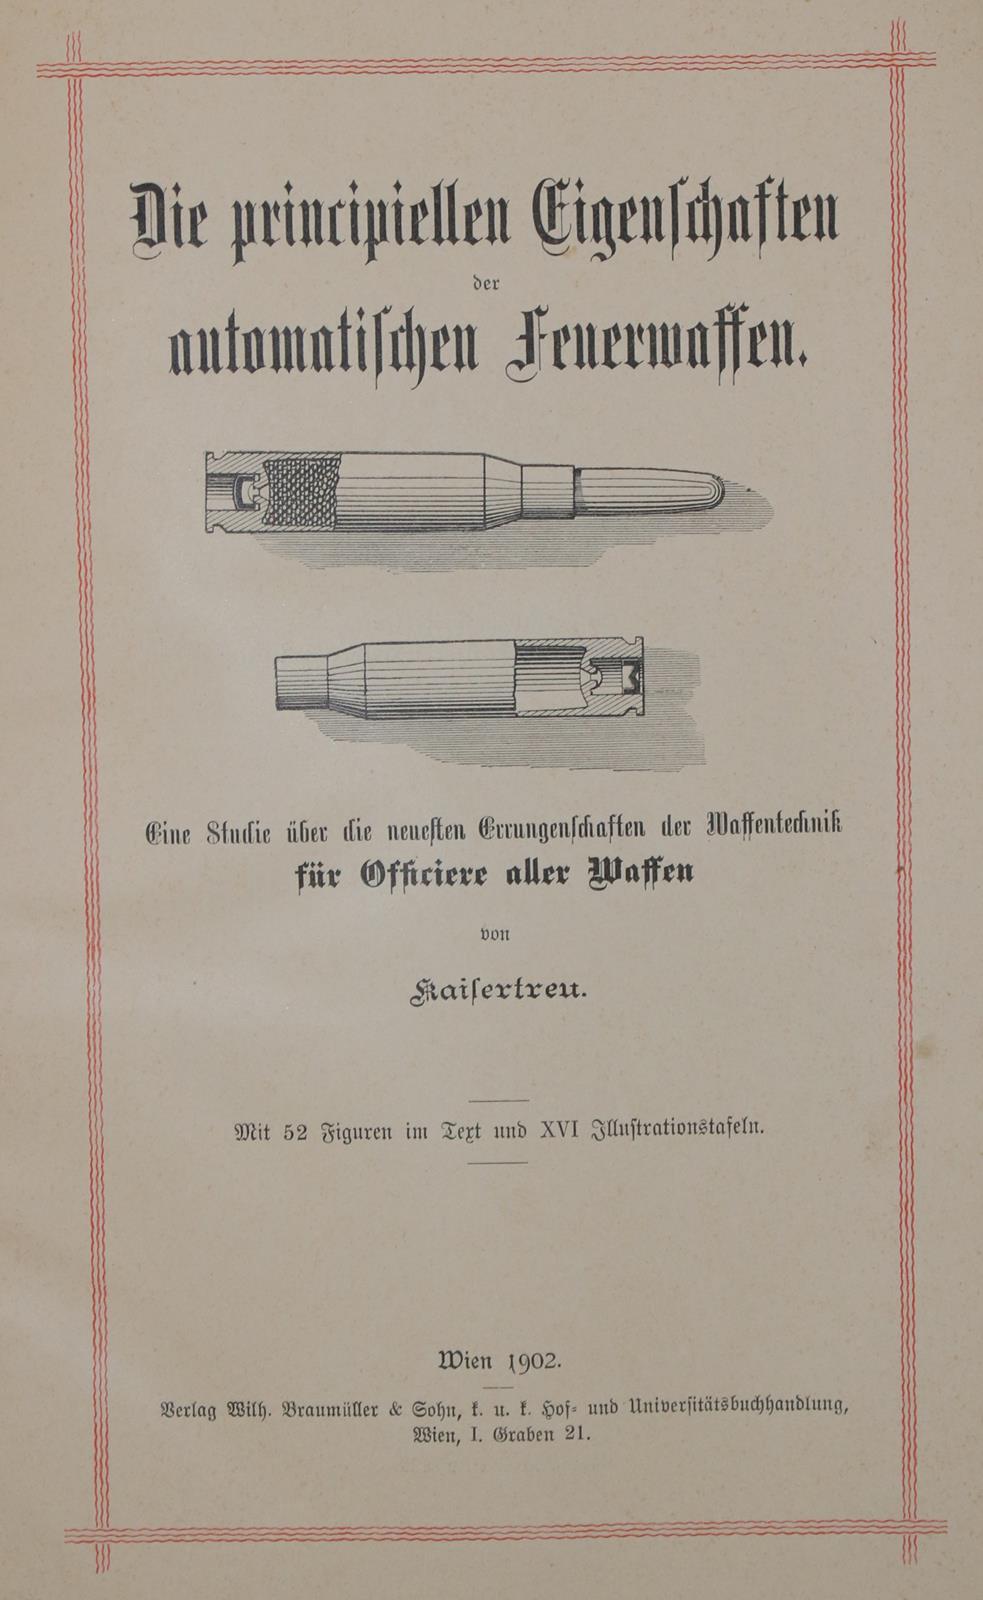 Die principiellen Eigenschaften
der
automatischen Feuerwaffen.
Eine Studie über die neuesten Errungenschaften der Waffentechnik
für Officiere aller Waffen
von
Kaisertreu.
Mit 52 Figuren im Text und XVI Illustrationstafeln.
Wien 1902.
Verlag Wilh. Braumüller & Sohn, k. u. k. Hof- und Universitätsbuchhandlung,
Wien, I. Graben 21.